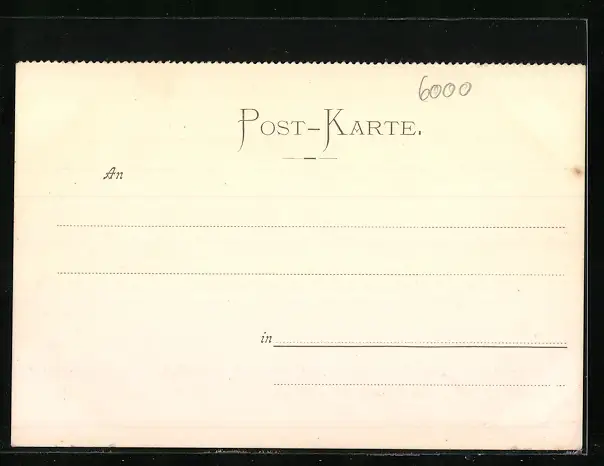 6000
POST-KARTE.
An
in